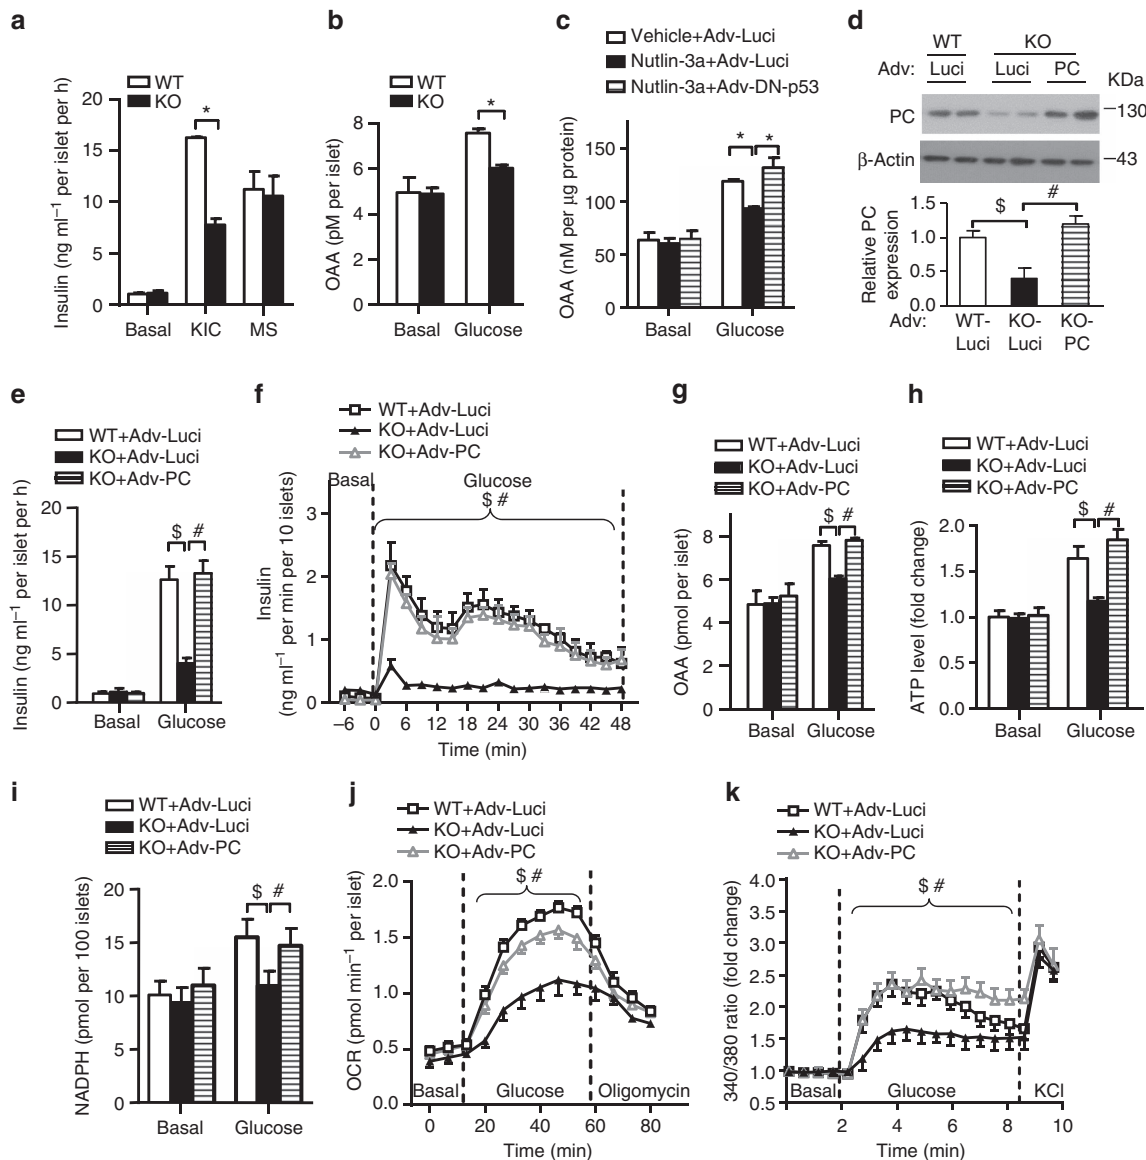 a
WT
KO
Insulin (ng ml⁻¹ per islet per h)
20
15
10
5
0
*
Basal KIC MS
b
WT
KO
OAA (pM per islet)
8
6
4
2
0
*
Basal Glucose
c
Vehicle+Adv-Luci
Nutlin-3a+Adv-Luci
Nutlin-3a+Adv-DN-p53
OAA (nM per µg protein)
150
100
50
0
* *
Basal Glucose
d
WT KO
Adv: Luci Luci PC KDa
PC 130
β-Actin 43
Relative PC
expression
1.5
1.0
0.5
0.0
$ #
Adv: WT-Luci KO-Luci KO-PC
e
WT+Adv-Luci
KO+Adv-Luci
KO+Adv-PC
Insulin (ng ml⁻¹ per islet per h)
20
15
10
5
0
$ #
Basal Glucose
f
WT+Adv-Luci
KO+Adv-Luci
KO+Adv-PC
Basal Glucose
$ #
Insulin
(ng ml⁻¹ per min per 10 islets)
3
2
1
0
−6 0 6 12 18 24 30 36 42 48
Time (min)
g
WT+Adv-Luci
KO+Adv-Luci
KO+Adv-PC
OAA (pmol per islet)
8
6
4
2
0
$ #
Basal Glucose
h
WT+Adv-Luci
KO+Adv-Luci
KO+Adv-PC
ATP level (fold change)
2.0
1.5
1.0
0.5
0.0
$ #
Basal Glucose
i
WT+Adv-Luci
KO+Adv-Luci
KO+Adv-PC
NADPH (pmol per 100 islets)
20
15
10
5
0
$ #
Basal Glucose
j
WT+Adv-Luci
KO+Adv-Luci
KO+Adv-PC
OCR (pmol min⁻¹ per islet)
2.0
1.5
1.0
0.5
0.0
$ #
Basal Glucose Oligomycin
0 20 40 60 80
Time (min)
k
WT+Adv-Luci
KO+Adv-Luci
KO+Adv-PC
340/380 ratio (fold change)
4.0
3.5
3.0
2.5
2.0
1.5
1.0
0.5
$ #
Basal Glucose KCl
2 4 6 8 10
Time (min)